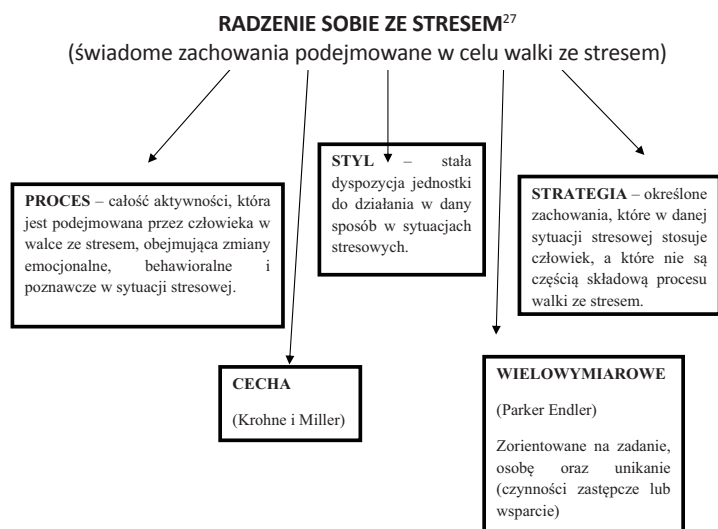 RADZENIE SOBIE ZE STRESEM27
(świadome zachowania podejmowane w celu walki ze stresem)
PROCES – całość aktywności, która
jest podejmowana przez człowieka w
walce ze stresem, obejmująca zmiany
emocjonalne, behawioralne i
poznawcze w sytuacji stresowej.
STYL – stała
dyspozycja jednostki
do działania w dany
sposób w sytuacjach
stresowych.
STRATEGIA – określone
zachowania, które w danej
sytuacji stresowej stosuje
człowiek, a które nie są
częścią składową procesu
walki ze stresem.
CECHA
(Krohne i Miller)
WIELOWYMIAROWE
(Parker Endler)
Zorientowane na zadanie,
osobę oraz unikanie
(czynności zastępcze lub
wsparcie)